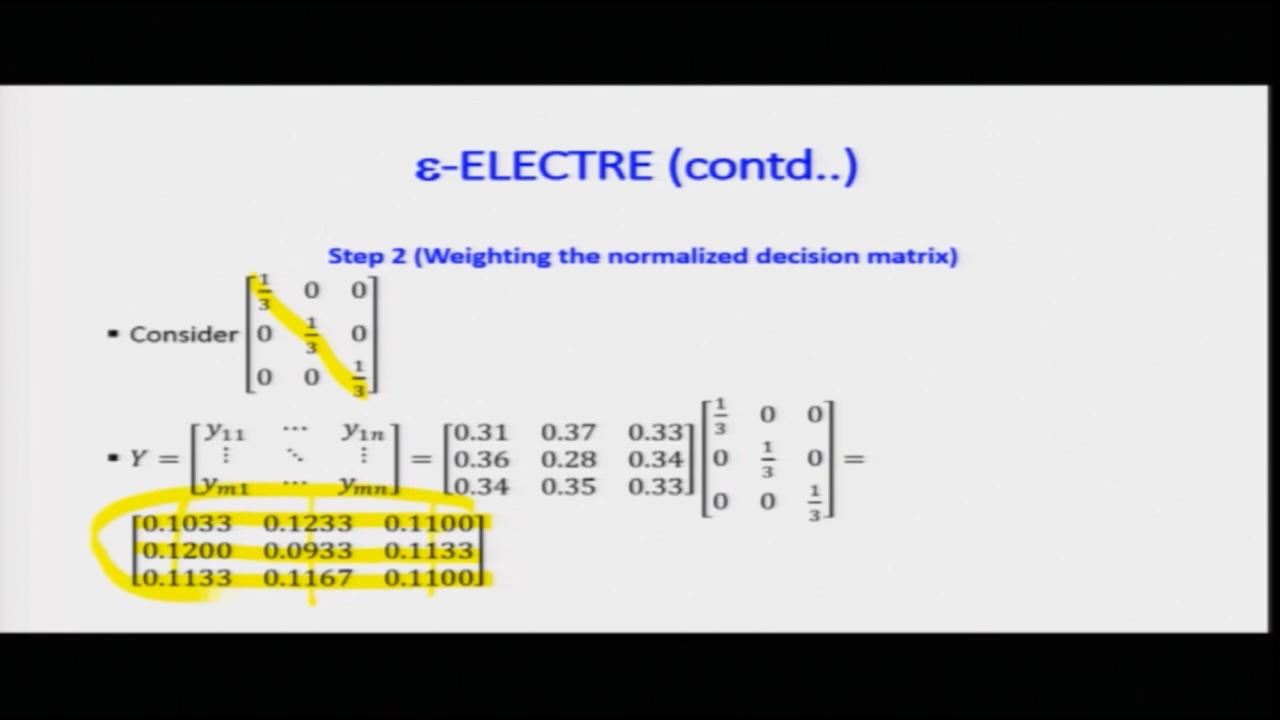 ε-ELECTRE (contd..)
Step 2 (Weighting the normalized decision matrix)
▪ Consider [1/3 0 0; 0 1/3 0; 0 0 1/3]
▪ Y = [y11 ⋯ y1n; ⋮ ⋱ ⋮; ym1 ⋯ ymn] = [0.31 0.37 0.33; 0.36 0.28 0.34; 0.34 0.35 0.33] [1/3 0 0; 0 1/3 0; 0 0 1/3] =
[0.1033 0.1233 0.1100
0.1200 0.0933 0.1133
0.1133 0.1167 0.1100]